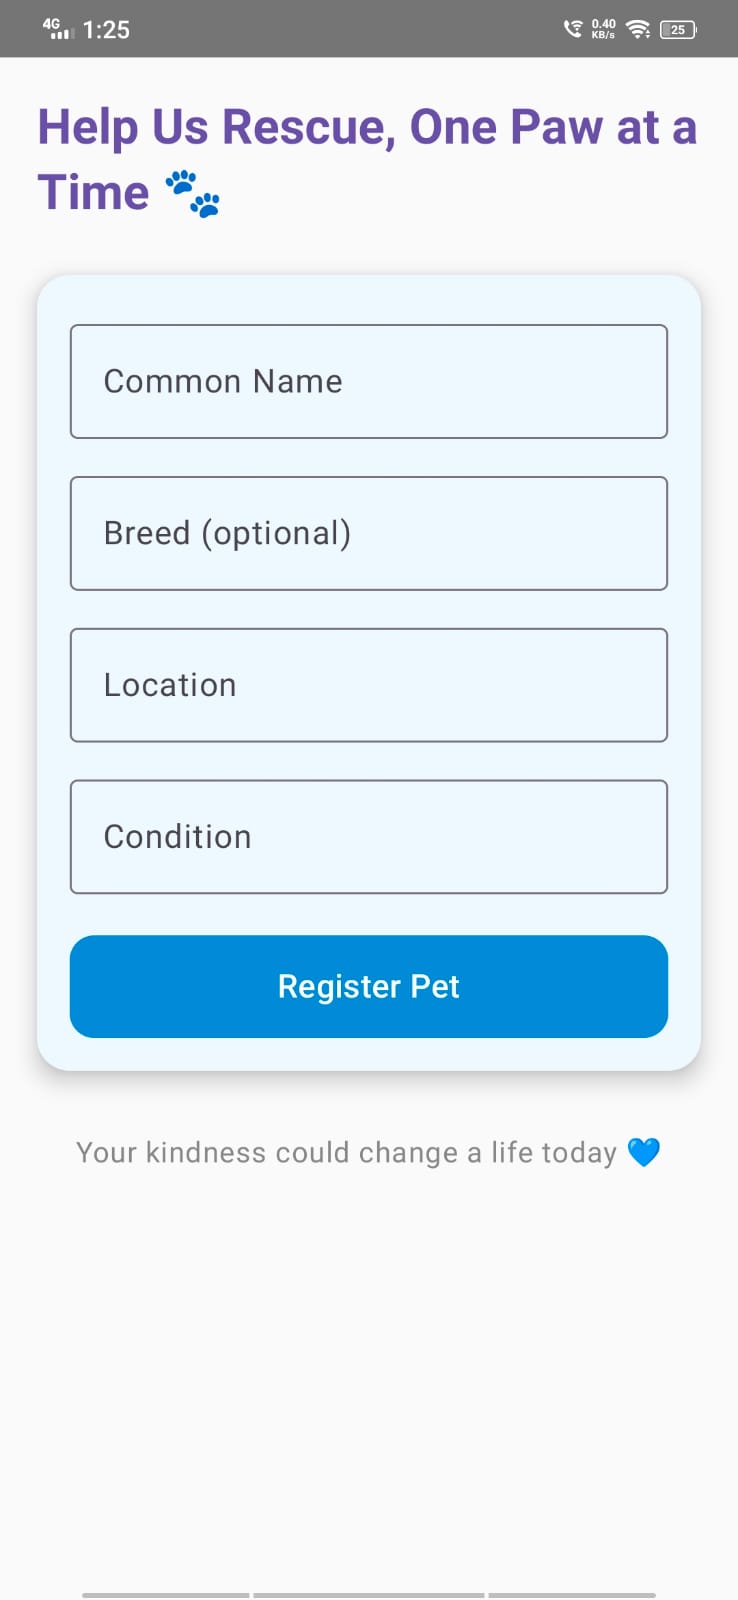 4G 1:25 0.40 KB/s 25
Help Us Rescue, One Paw at a
Time 🐾
Common Name
Breed (optional)
Location
Condition
Register Pet
Your kindness could change a life today 💙